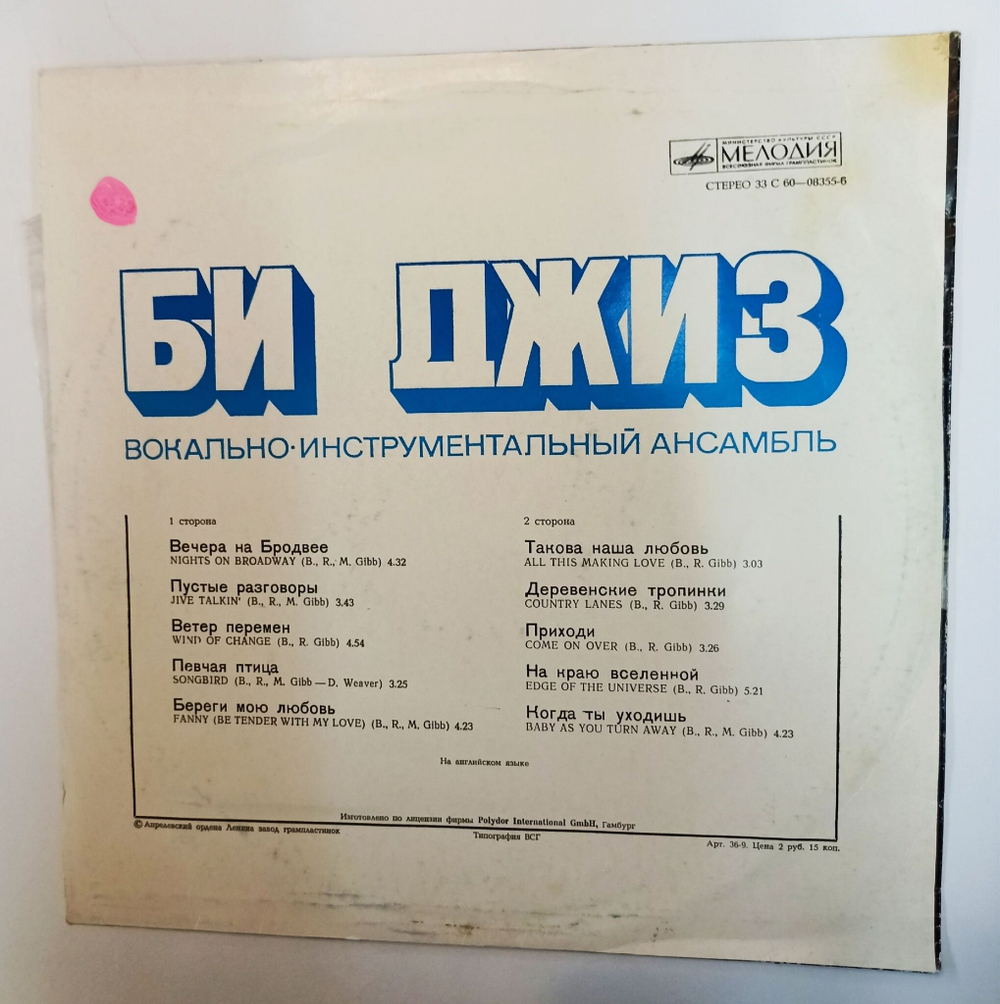 МИНИСТЕРСТВО КУЛЬТУРЫ СССР
МЕЛОДИЯ
ВСЕСОЮЗНАЯ ФИРМА ГРАМПЛАСТИНОК
СТЕРЕО 33 С 60—08355-6
БИ ДЖИЗ
ВОКАЛЬНО-ИНСТРУМЕНТАЛЬНЫЙ АНСАМБЛЬ
1 сторона
Вечера на Бродвее
NIGHTS ON BROADWAY (B., R., M. Gibb) 4.32
Пустые разговоры
JIVE TALKIN' (B., R., M. Gibb) 3.43
Ветер перемен
WIND OF CHANGE (B., R. Gibb) 4.54
Певчая птица
SONGBIRD (B., R., M. Gibb — D. Weaver) 3.25
Береги мою любовь
FANNY (BE TENDER WITH MY LOVE) (B., R., M. Gibb) 4.23
2 сторона
Такова наша любовь
ALL THIS MAKING LOVE (B., R. Gibb) 3.03
Деревенские тропинки
COUNTRY LANES (B., R. Gibb) 3.29
Приходи
COME ON OVER (B., R. Gibb) 3.26
На краю вселенной
EDGE OF THE UNIVERSE (B., R. Gibb) 5.21
Когда ты уходишь
BABY AS YOU TURN AWAY (B., R., M. Gibb) 4.23
На английском языке
Изготовлено по лицензии фирмы Polydor International GmbH, Гамбург
© Апрелевский ордена Ленина завод грампластинок
Типография ВСГ
Арт. 36-9. Цена 2 руб. 15 коп.